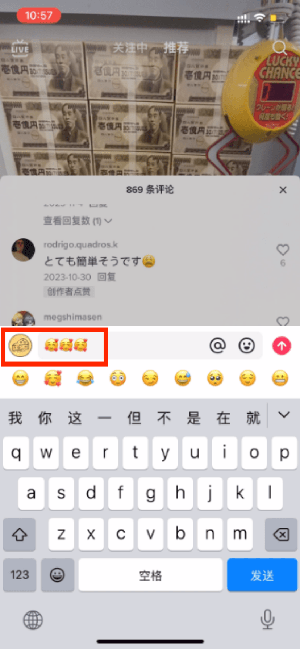 10:57
LIVE
关注中
推荐
LUCKY
CHANCE
壱億円
壱億円
壱億円
869 条评论
查看回复数 (1)
rodrigo.quadros.k
とても簡単そうです😩
2023-10-30 回复
6
创作者点赞
megshimasen
🥰🥰🥰
😁 🥰 😂 😳 😏 😅 🥺 😌 😬
我 你 这 一 但 不 是 在 就
q w e r t y u i o p
a s d f g h j k l
z x c v b n m
123 空格 发送